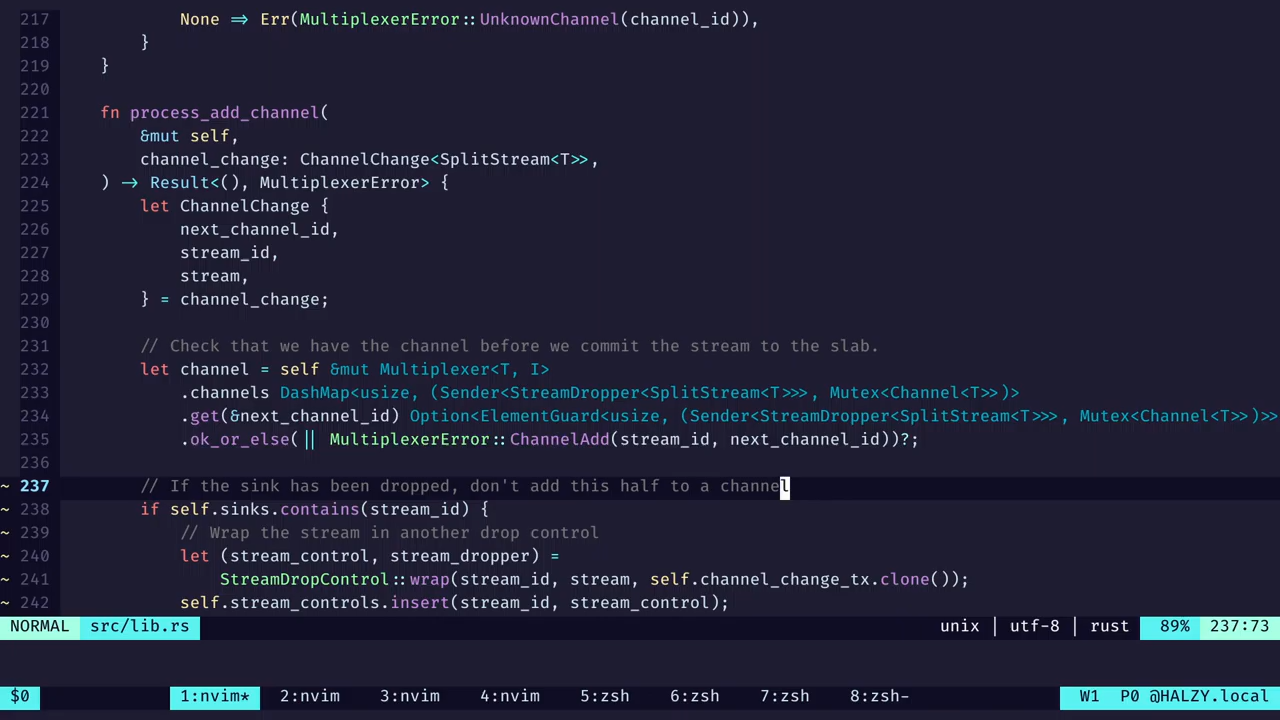 217 None => Err(MultiplexerError::UnknownChannel(channel_id)),
218 }
219 }
220
221 fn process_add_channel(
222 &mut self,
223 channel_change: ChannelChange<SplitStream<T>>,
224 ) -> Result<(), MultiplexerError> {
225 let ChannelChange {
226 next_channel_id,
227 stream_id,
228 stream,
229 } = channel_change;
230
231 // Check that we have the channel before we commit the stream to the slab.
232 let channel = self &mut Multiplexer<T, I>
233 .channels DashMap<usize, (Sender<StreamDropper<SplitStream<T>>>, Mutex<Channel<T>>)>
234 .get(&next_channel_id) Option<ElementGuard<usize, (Sender<StreamDropper<SplitStream<T>>>, Mutex<Channel<T>>)>>
235 .ok_or_else(|| MultiplexerError::ChannelAdd(stream_id, next_channel_id))?;
236
~ 237 // If the sink has been dropped, don't add this half to a channel
~ 238 if self.sinks.contains(stream_id) {
~ 239 // Wrap the stream in another drop control
~ 240 let (stream_control, stream_dropper) =
~ 241 StreamDropControl::wrap(stream_id, stream, self.channel_change_tx.clone());
~ 242 self.stream_controls.insert(stream_id, stream_control);
NORMAL src/lib.rs unix | utf-8 | rust 89% 237:73
$0 1:nvim* 2:nvim 3:nvim 4:nvim 5:zsh 6:zsh 7:zsh 8:zsh- W1 P0 @HALZY.local